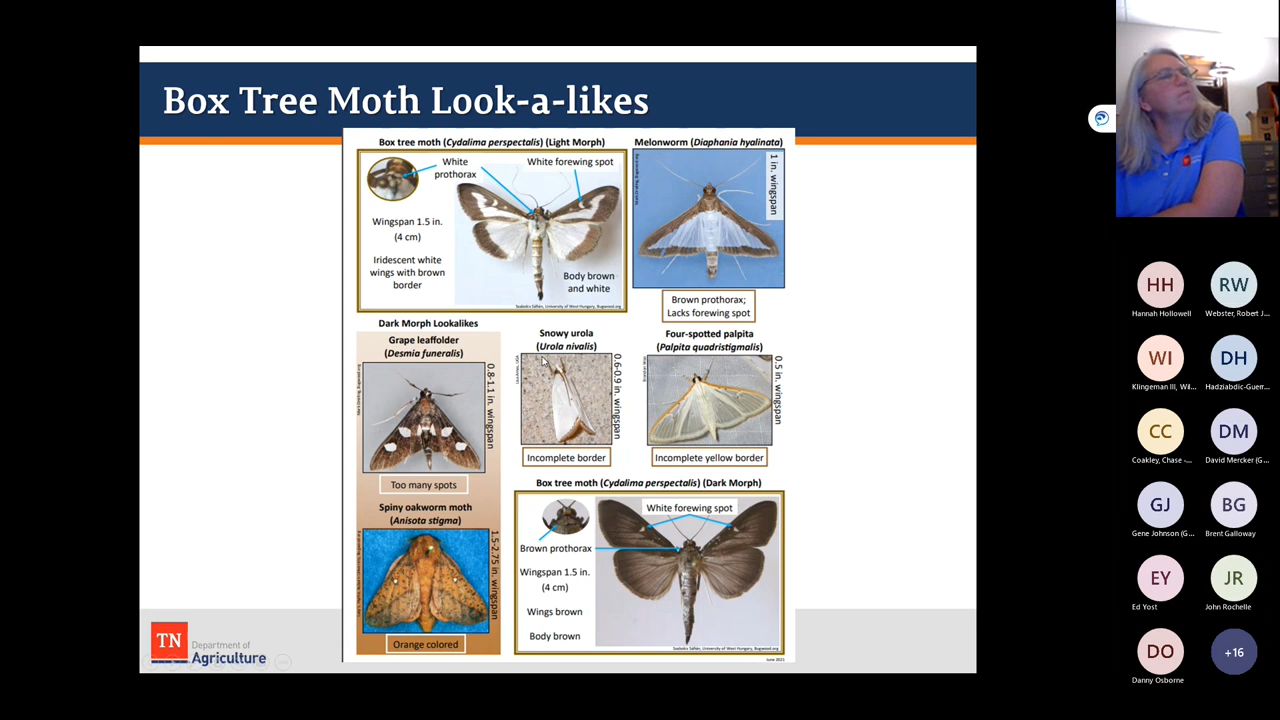 Box Tree Moth Look-a-likes
Box tree moth (Cydalima perspectalis) (Light Morph)
White
prothorax
White forewing spot
Wingspan 1.5 in.
(4 cm)
Iridescent white
wings with brown
border
Body brown
and white
Szabolcs Sáfián, University of West Hungary, Bugwood.org
Melonworm (Diaphania hyalinata)
1 in. wingspan
Brown prothorax;
Lacks forewing spot
Dark Morph Lookalikes
Grape leaffolder
(Desmia funeralis)
0.8-1.1 in. wingspan
Too many spots
Snowy urola
(Urola nivalis)
0.6-0.9 in. wingspan
Incomplete border
Four-spotted palpita
(Palpita quadristigmalis)
0.5 in. wingspan
Incomplete yellow border
Spiny oakworm moth
(Anisota stigma)
1.5-2.75 in. wingspan
Orange colored
Box tree moth (Cydalima perspectalis) (Dark Morph)
White forewing spot
Brown prothorax
Wingspan 1.5 in.
(4 cm)
Wings brown
Body brown
Szabolcs Sáfián, University of West Hungary, Bugwood.org
June 2021
TN
Department of
Agriculture
HH
Hannah Hollowell
RW
Webster, Robert J...
WI
Klingeman III, Wil...
DH
Hadziabdic-Guerr...
CC
Coakley, Chase -...
DM
David Mercker (G...
GJ
Gene Johnson (G...
BG
Brent Galloway
EY
Ed Yost
JR
John Rochelle
DO
Danny Osborne
+16